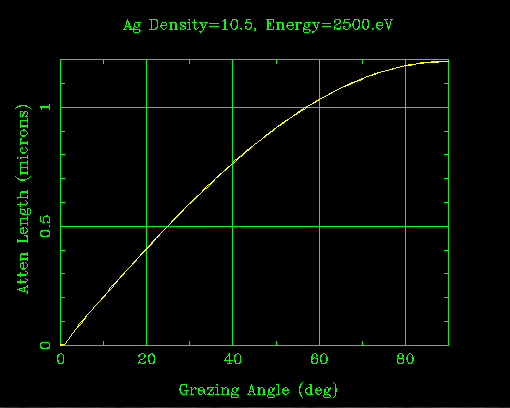 Ag Density=10.5, Energy=2500.eV
Atten Length (microns)
1
0.5
0
0 20 40 60 80
Grazing Angle (deg)